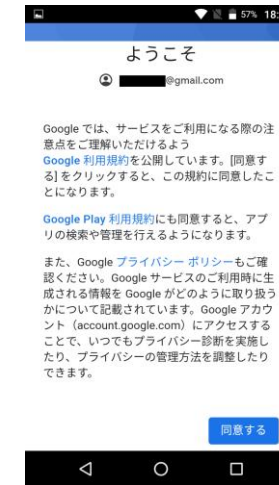 57% 18:
ようこそ
@gmail.com
Google では、サービスをご利用になる際の注
意点をご理解いただけるよう
Google 利用規約を公開しています。[同意す
る] をクリックすると、この規約に同意したこ
とになります。
Google Play 利用規約にも同意すると、アプ
リの検索や管理を行えるようになります。
また、Google プライバシー ポリシーもご確
認ください。Google サービスのご利用時に生
成される情報を Google がどのように取り扱う
かについて記載されています。Google アカウ
ント（account.google.com）にアクセスする
ことで、いつでもプライバシー診断を実施し
たり、プライバシーの管理方法を調整したり
できます。
同意する